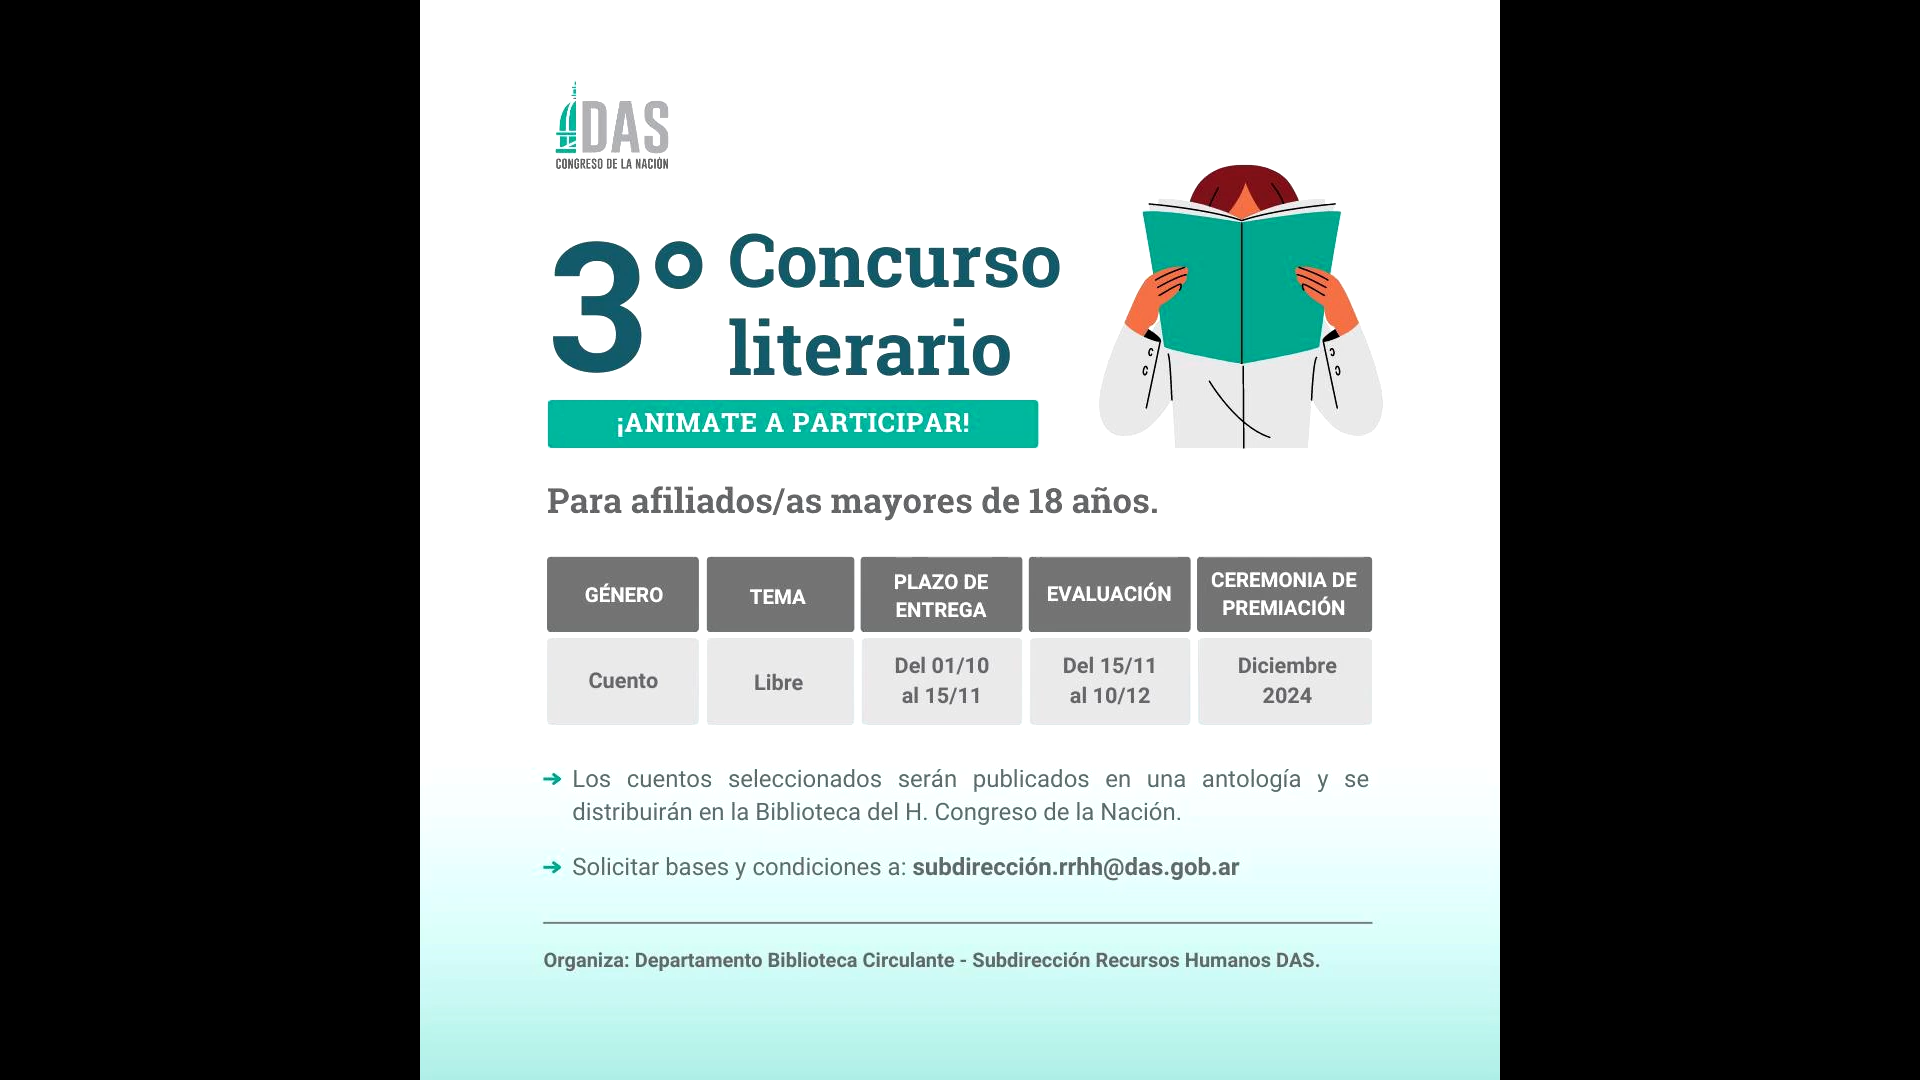 DAS
CONGRESO DE LA NACIÓN
3° Concurso
literario
¡ANIMATE A PARTICIPAR!
Para afiliados/as mayores de 18 años.
GÉNERO
TEMA
PLAZO DE
ENTREGA
EVALUACIÓN
CEREMONIA DE
PREMIACIÓN
Cuento
Libre
Del 01/10
al 15/11
Del 15/11
al 10/12
Diciembre
2024
Los cuentos seleccionados serán publicados en una antología y se
distribuirán en la Biblioteca del H. Congreso de la Nación.
Solicitar bases y condiciones a: subdirección.rrhh@das.gob.ar
Organiza: Departamento Biblioteca Circulante - Subdirección Recursos Humanos DAS.